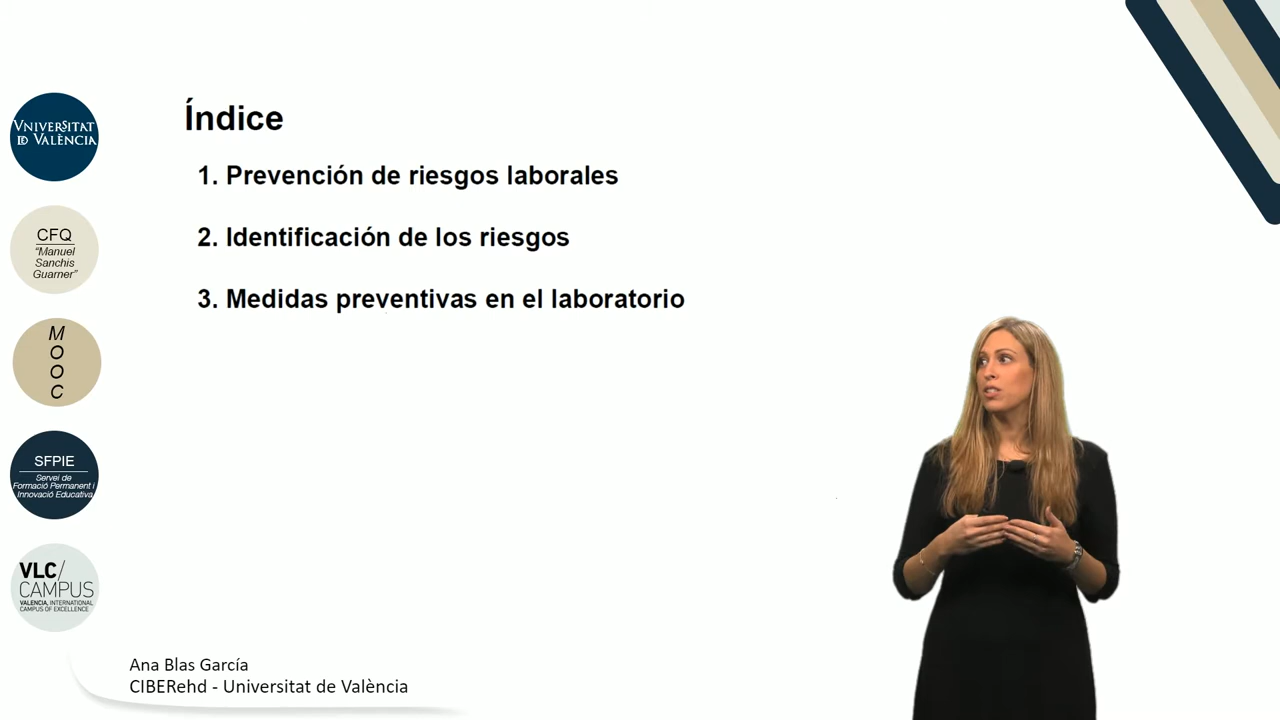 Índice
1. Prevención de riesgos laborales
2. Identificación de los riesgos
3. Medidas preventivas en el laboratorio
VNIVERSITAT
ID VALÈNCIA
CFQ
"Manuel
Sanchis
Guarner"
M
O
O
C
SFPIE
Servei de
Formació Permanent i
Innovació Educativa
VLC/
CAMPUS
VALENCIA, INTERNATIONAL
CAMPUS OF EXCELLENCE
Ana Blas García
CIBERehd - Universitat de València